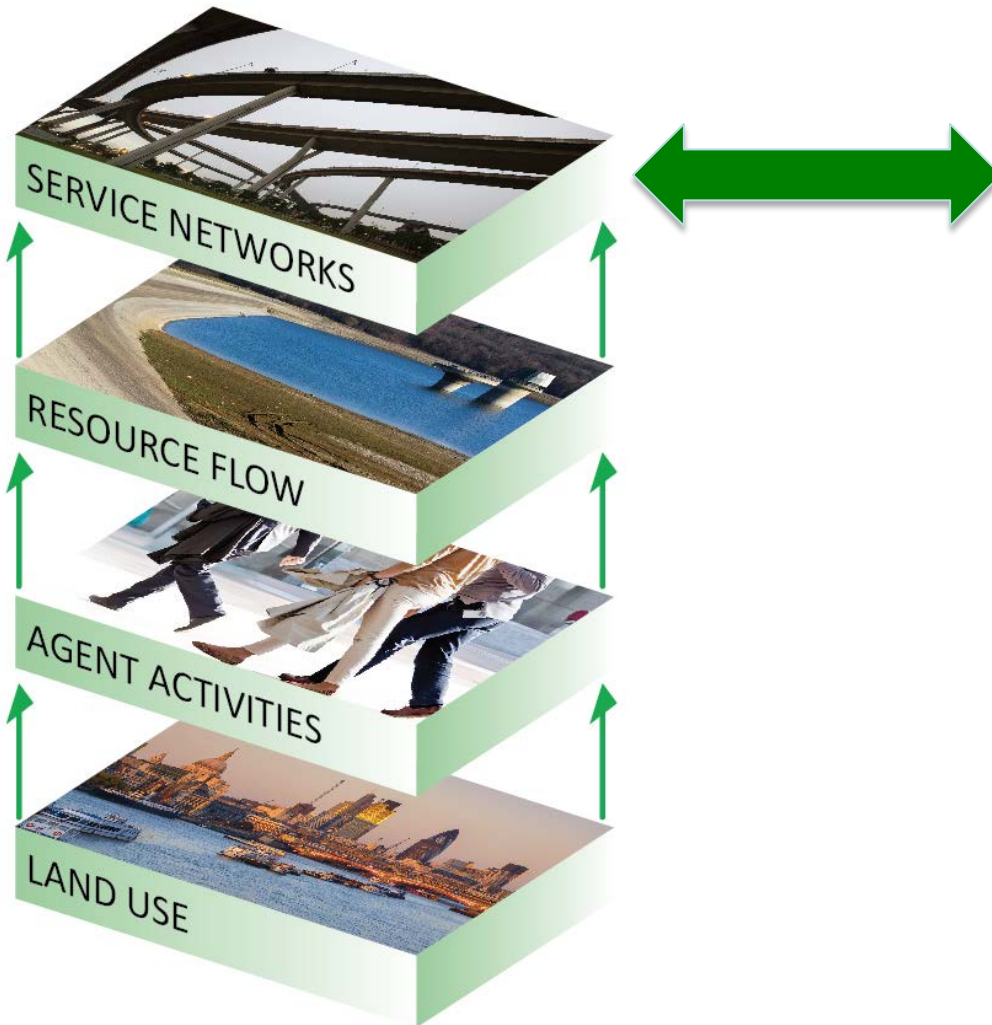 SERVICE NETWORKS
RESOURCE FLOW
AGENT ACTIVITIES
LAND USE